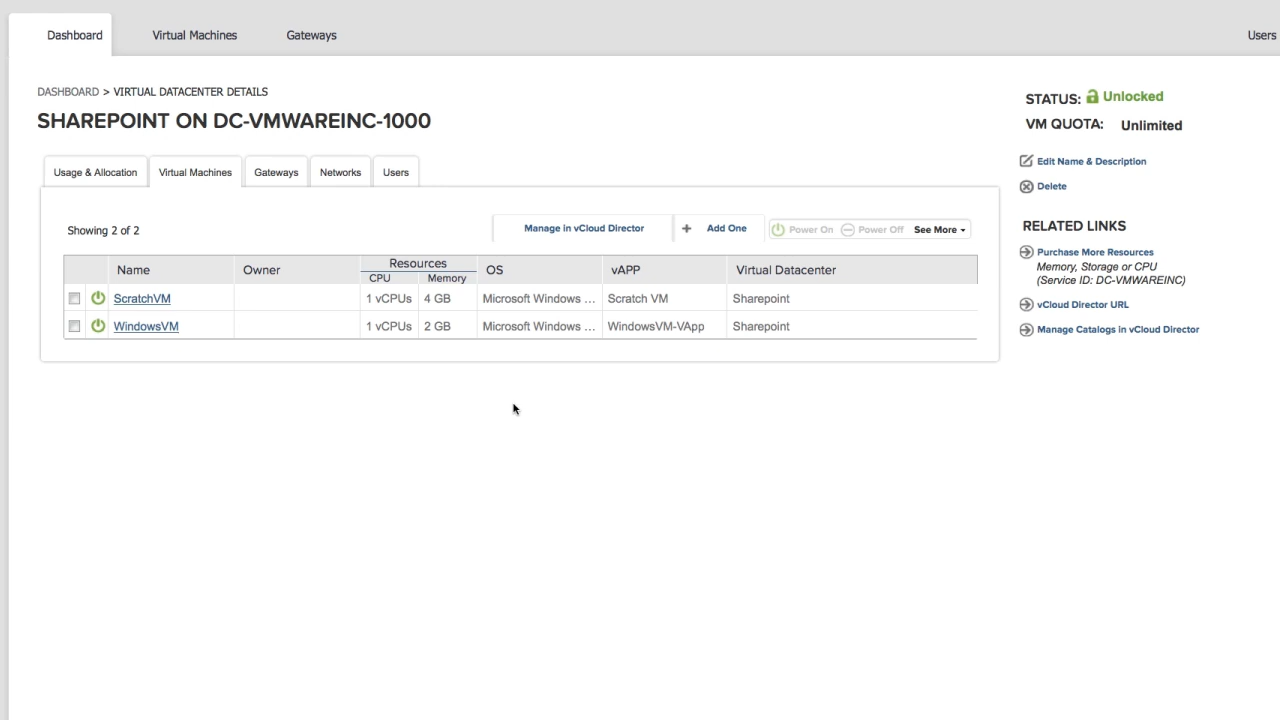 Dashboard Virtual Machines Gateways Users
DASHBOARD > VIRTUAL DATACENTER DETAILS
SHAREPOINT ON DC-VMWAREINC-1000
STATUS: Unlocked
VM QUOTA: Unlimited
Edit Name & Description
Delete
RELATED LINKS
Purchase More Resources
Memory, Storage or CPU
(Service ID: DC-VMWAREINC)
vCloud Director URL
Manage Catalogs in vCloud Director
Usage & Allocation Virtual Machines Gateways Networks Users
Showing 2 of 2 Manage in vCloud Director + Add One Power On Power Off See More
Name Owner Resources OS vAPP Virtual Datacenter
CPU Memory
ScratchVM 1 vCPUs 4 GB Microsoft Windows ... Scratch VM Sharepoint
WindowsVM 1 vCPUs 2 GB Microsoft Windows ... WindowsVM-VApp Sharepoint